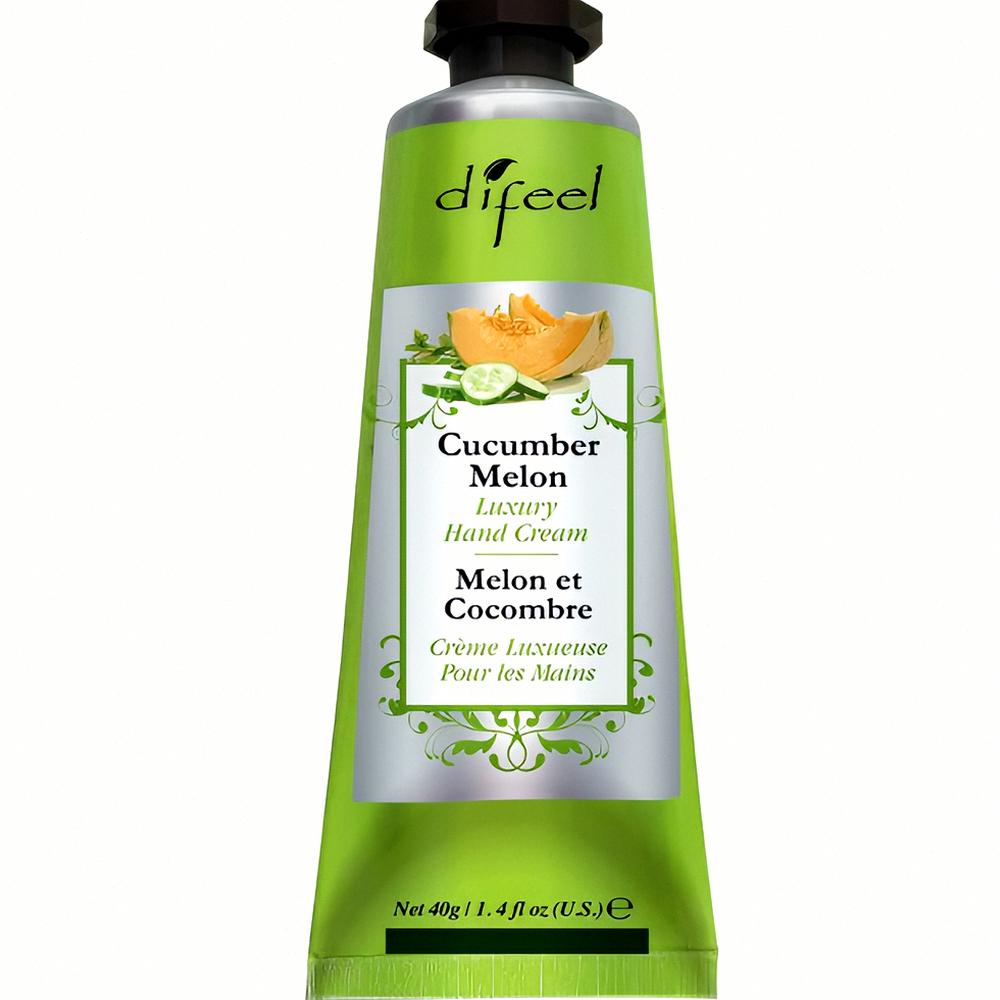 difeel
Cucumber
Melon
Luxury
Hand Cream
Melon et
Cocombre
Crème Luxueuse
Pour les Mains
Net 40g / 1.4 fl oz (U.S.) ℮